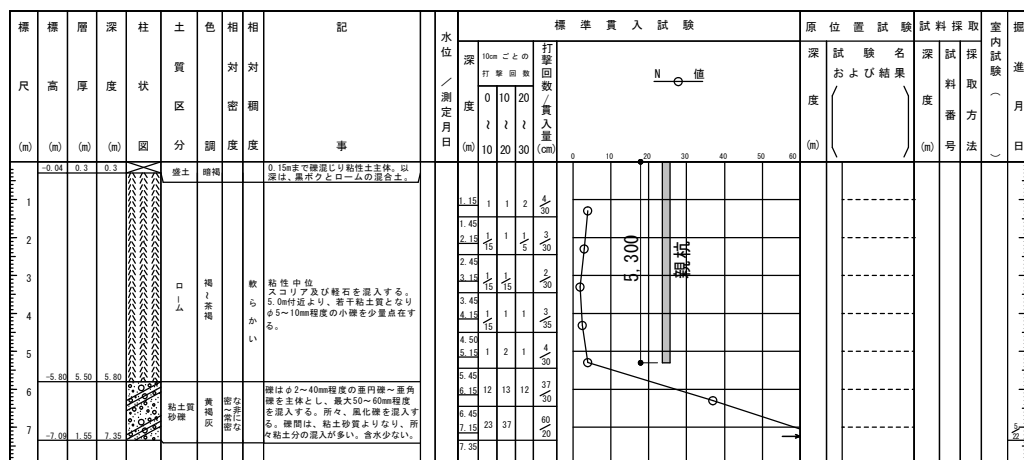 標尺(m)
標高(m)
層厚(m)
深度(m)
柱状図
土質区分
色調
相対密度
相対稠度
記事
水位/測定月日
標準貫入試験
深度(m)
10cmごとの
打撃回数
0～10
10～20
20～30
打撃回数/貫入量(cm)
N 値
0 10 20 30 40 50 60
原位置試験
深度(m)
試験名
および結果
試料採取
深度(m)
試料番号
採取方法
室内試験()
掘進月日
-0.04 0.3 0.3 盛土 暗褐
0.15mまで礫混じり粘性土主体。以
深は、黒ボクとロームの混合土。
1
2
3
4
5
6
7
ローム
褐～茶褐
軟らかい
粘性中位
スコリア及び軽石を混入する。
5.0m付近より、若干粘土質となり
φ5～10mm程度の小礫を少量点在す
る。
-5.80 5.50 5.80
粘土質
砂礫
黄褐灰
密な～非常に密な
礫はφ2～40mm程度の亜円礫～亜角
礫を主体とし、最大50～60mm程度
を混入する。所々、風化礫を混入す
る。礫間は、粘土砂質よりなり、所
々粘土分の混入が多い。含水少ない。
-7.09 1.55 7.35
1.15 1 1 2 4/30
1.45
2.15 1/15 1 1/5 3/30
2.45
3.15 1/15 1/15 2/30
3.45
4.15 1/15 1 1 3/35
4.50
5.15 1 2 1 4/30
5.45
6.15 12 13 12 37/30
6.45
7.15 23 37 60/20
7.35
5,300
親杭
5/22